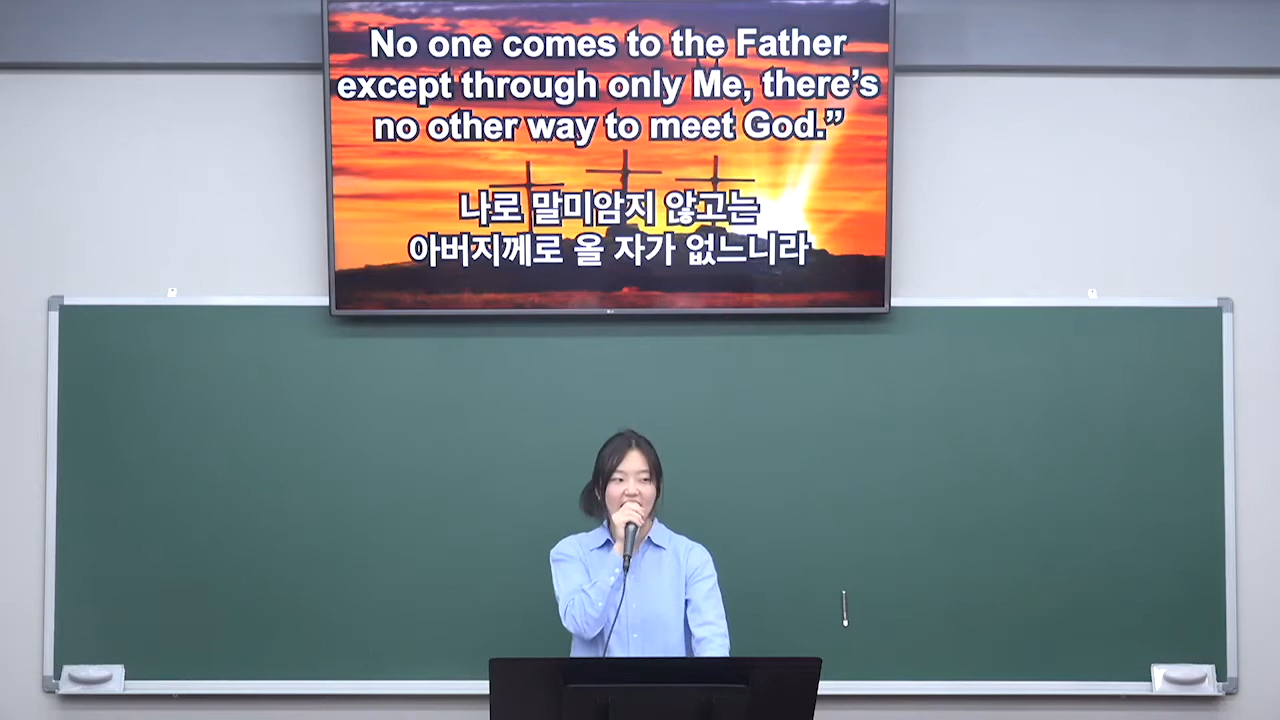 No one comes to the Father
except through only Me, there's
no other way to meet God.”
나로 말미암지 않고는
아버지께로 올 자가 없느니라